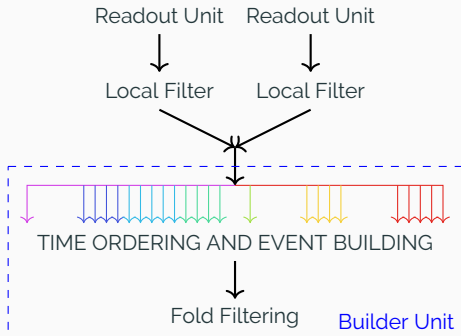 Readout Unit Readout Unit
Local Filter Local Filter
TIME ORDERING AND EVENT BUILDING
Fold Filtering
Builder Unit